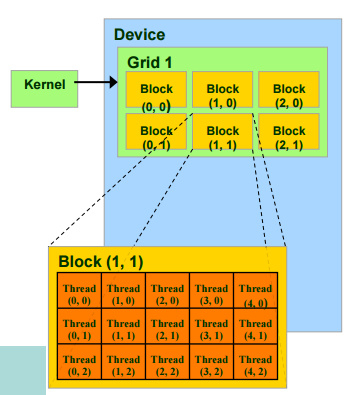 Device
Grid 1
Kernel
Block Block Block
(0, 0) (1, 0) (2, 0)
Block Block Block
(0, 1) (1, 1) (2, 1)
Block (1, 1)
Thread Thread Thread Thread Thread
(0, 0) (1, 0) (2, 0) (3, 0) (4, 0)
Thread Thread Thread Thread Thread
(0, 1) (1, 1) (2, 1) (3, 1) (4, 1)
Thread Thread Thread Thread Thread
(0, 2) (1, 2) (2, 2) (3, 2) (4, 2)